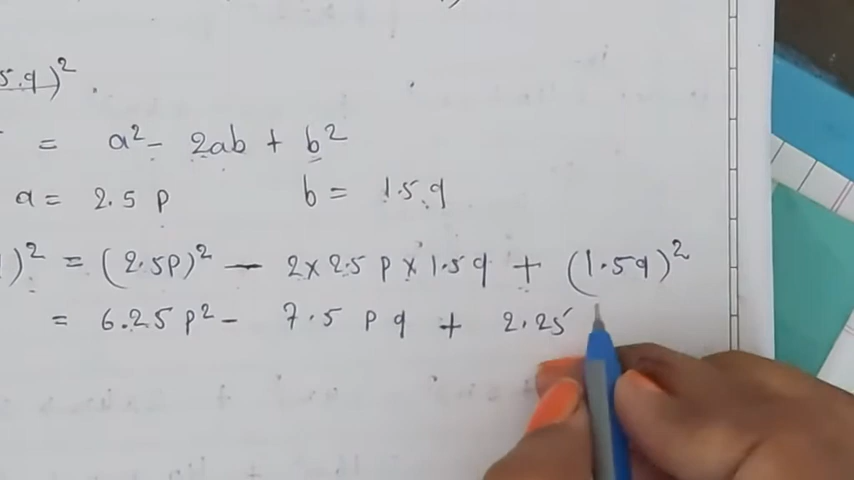 5.q)²
= a² - 2ab + b²
a = 2.5 p b = 1.5.q
)² = (2.5p)² - 2×2.5 p × 1.5q + (1.5q)²
= 6.25 p² - 7.5 p q + 2.25